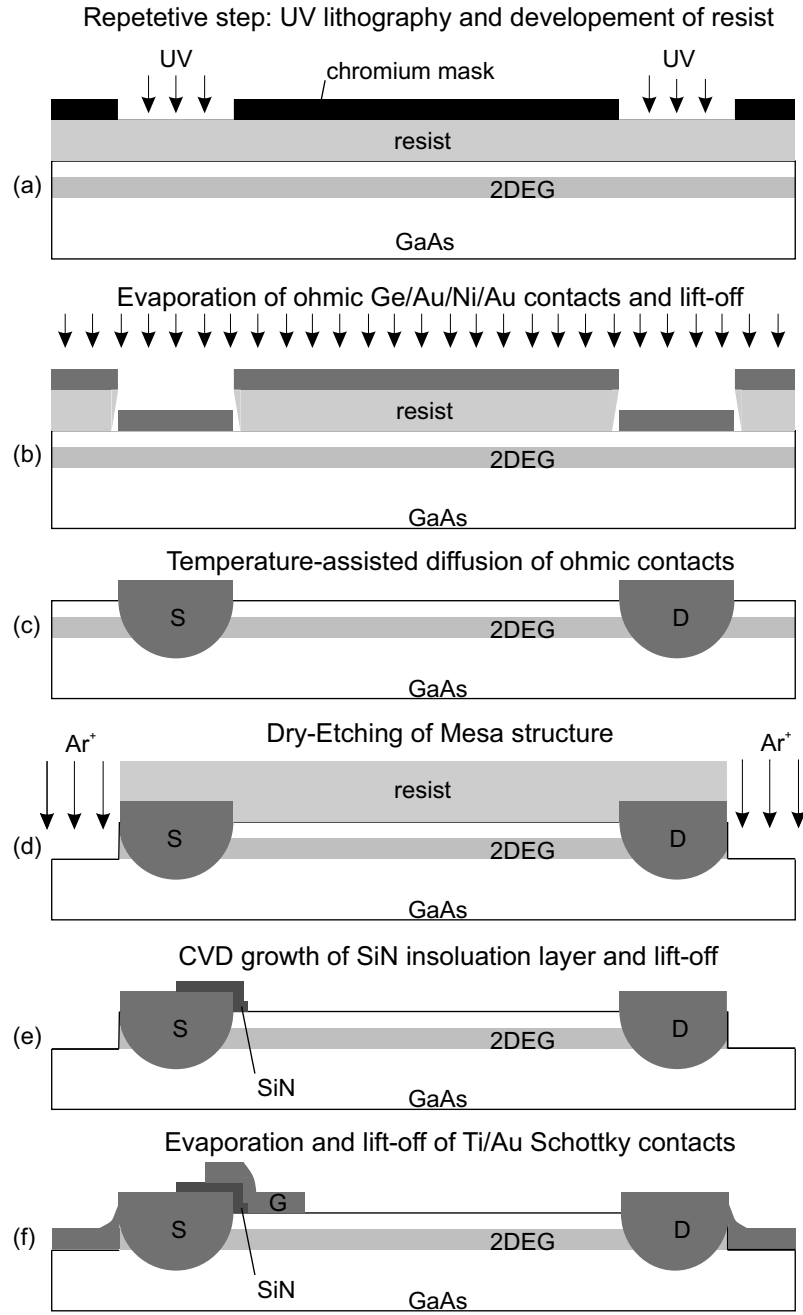 Repetetive step: UV lithography and developement of resist
UV
UV
chromium mask
resist
(a)
2DEG
GaAs
Evaporation of ohmic Ge/Au/Ni/Au contacts and lift-off
resist
(b)
2DEG
GaAs
Temperature-assisted diffusion of ohmic contacts
(c)
S
2DEG
D
GaAs
Dry-Etching of Mesa structure
Ar⁺
Ar⁺
resist
(d)
S
2DEG
D
GaAs
CVD growth of SiN insoluation layer and lift-off
(e)
S
2DEG
D
SiN
GaAs
Evaporation and lift-off of Ti/Au Schottky contacts
G
(f)
S
2DEG
D
SiN
GaAs